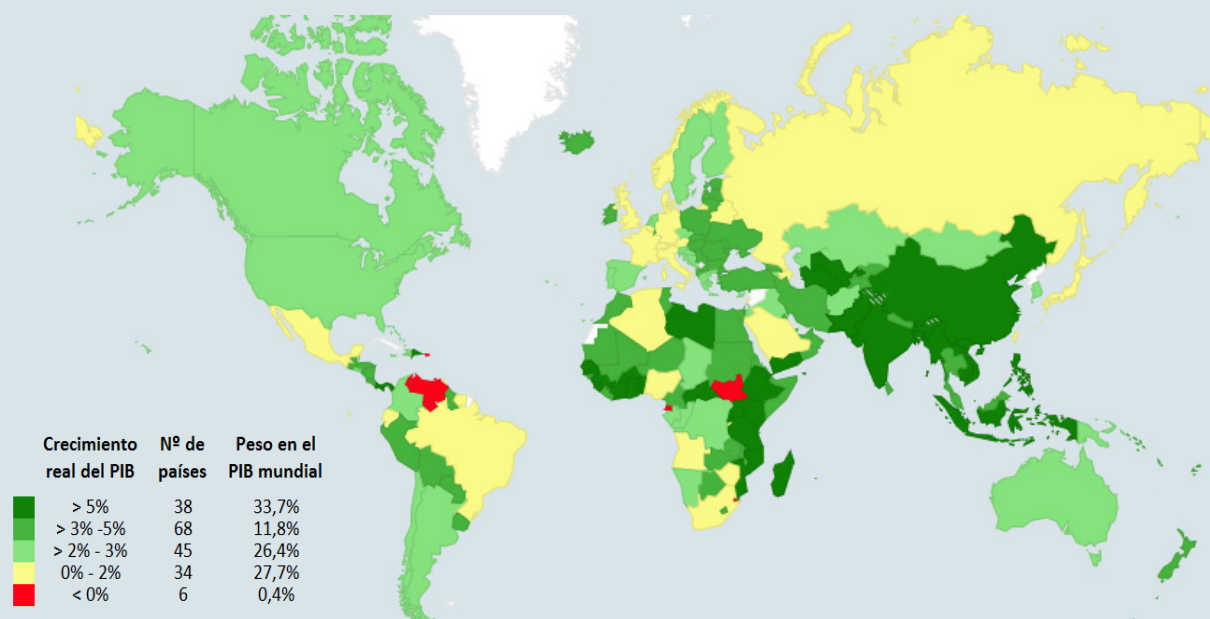 Crecimiento Nº de Peso en el
real del PIB países PIB mundial
> 5% 38 33,7%
> 3% -5% 68 11,8%
> 2% - 3% 45 26,4%
0% - 2% 34 27,7%
< 0% 6 0,4%